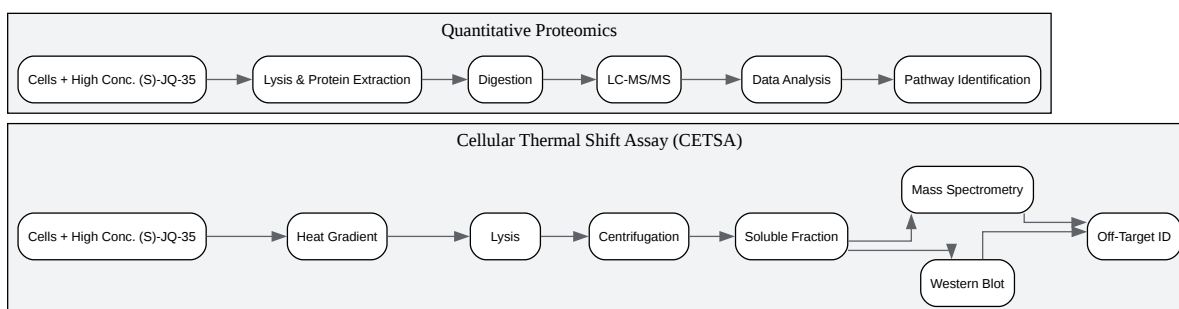 Quantitative Proteomics
Cells + High Conc. (S)-JQ-35
Lysis & Protein Extraction
Digestion
LC-MS/MS
Data Analysis
Pathway Identification
Cellular Thermal Shift Assay (CETSA)
Cells + High Conc. (S)-JQ-35
Heat Gradient
Lysis
Centrifugation
Soluble Fraction
Mass Spectrometry
Western Blot
Off-Target ID